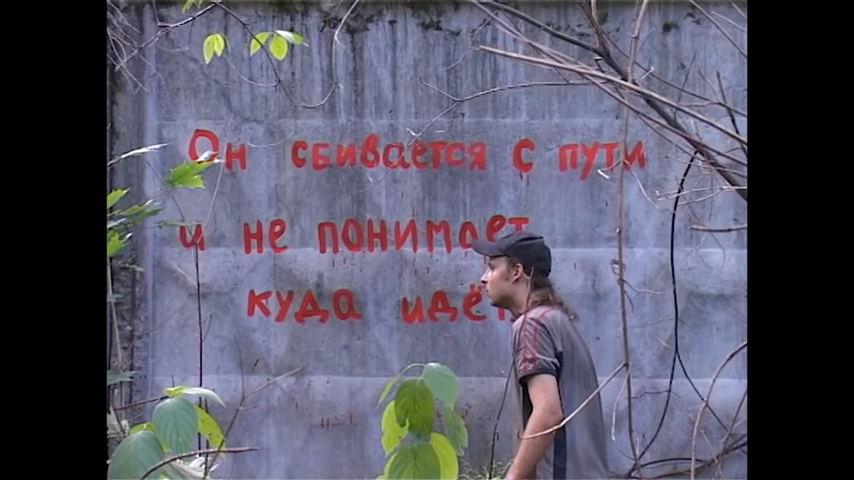 Он сбивается с пути
и не понимает
куда идёт